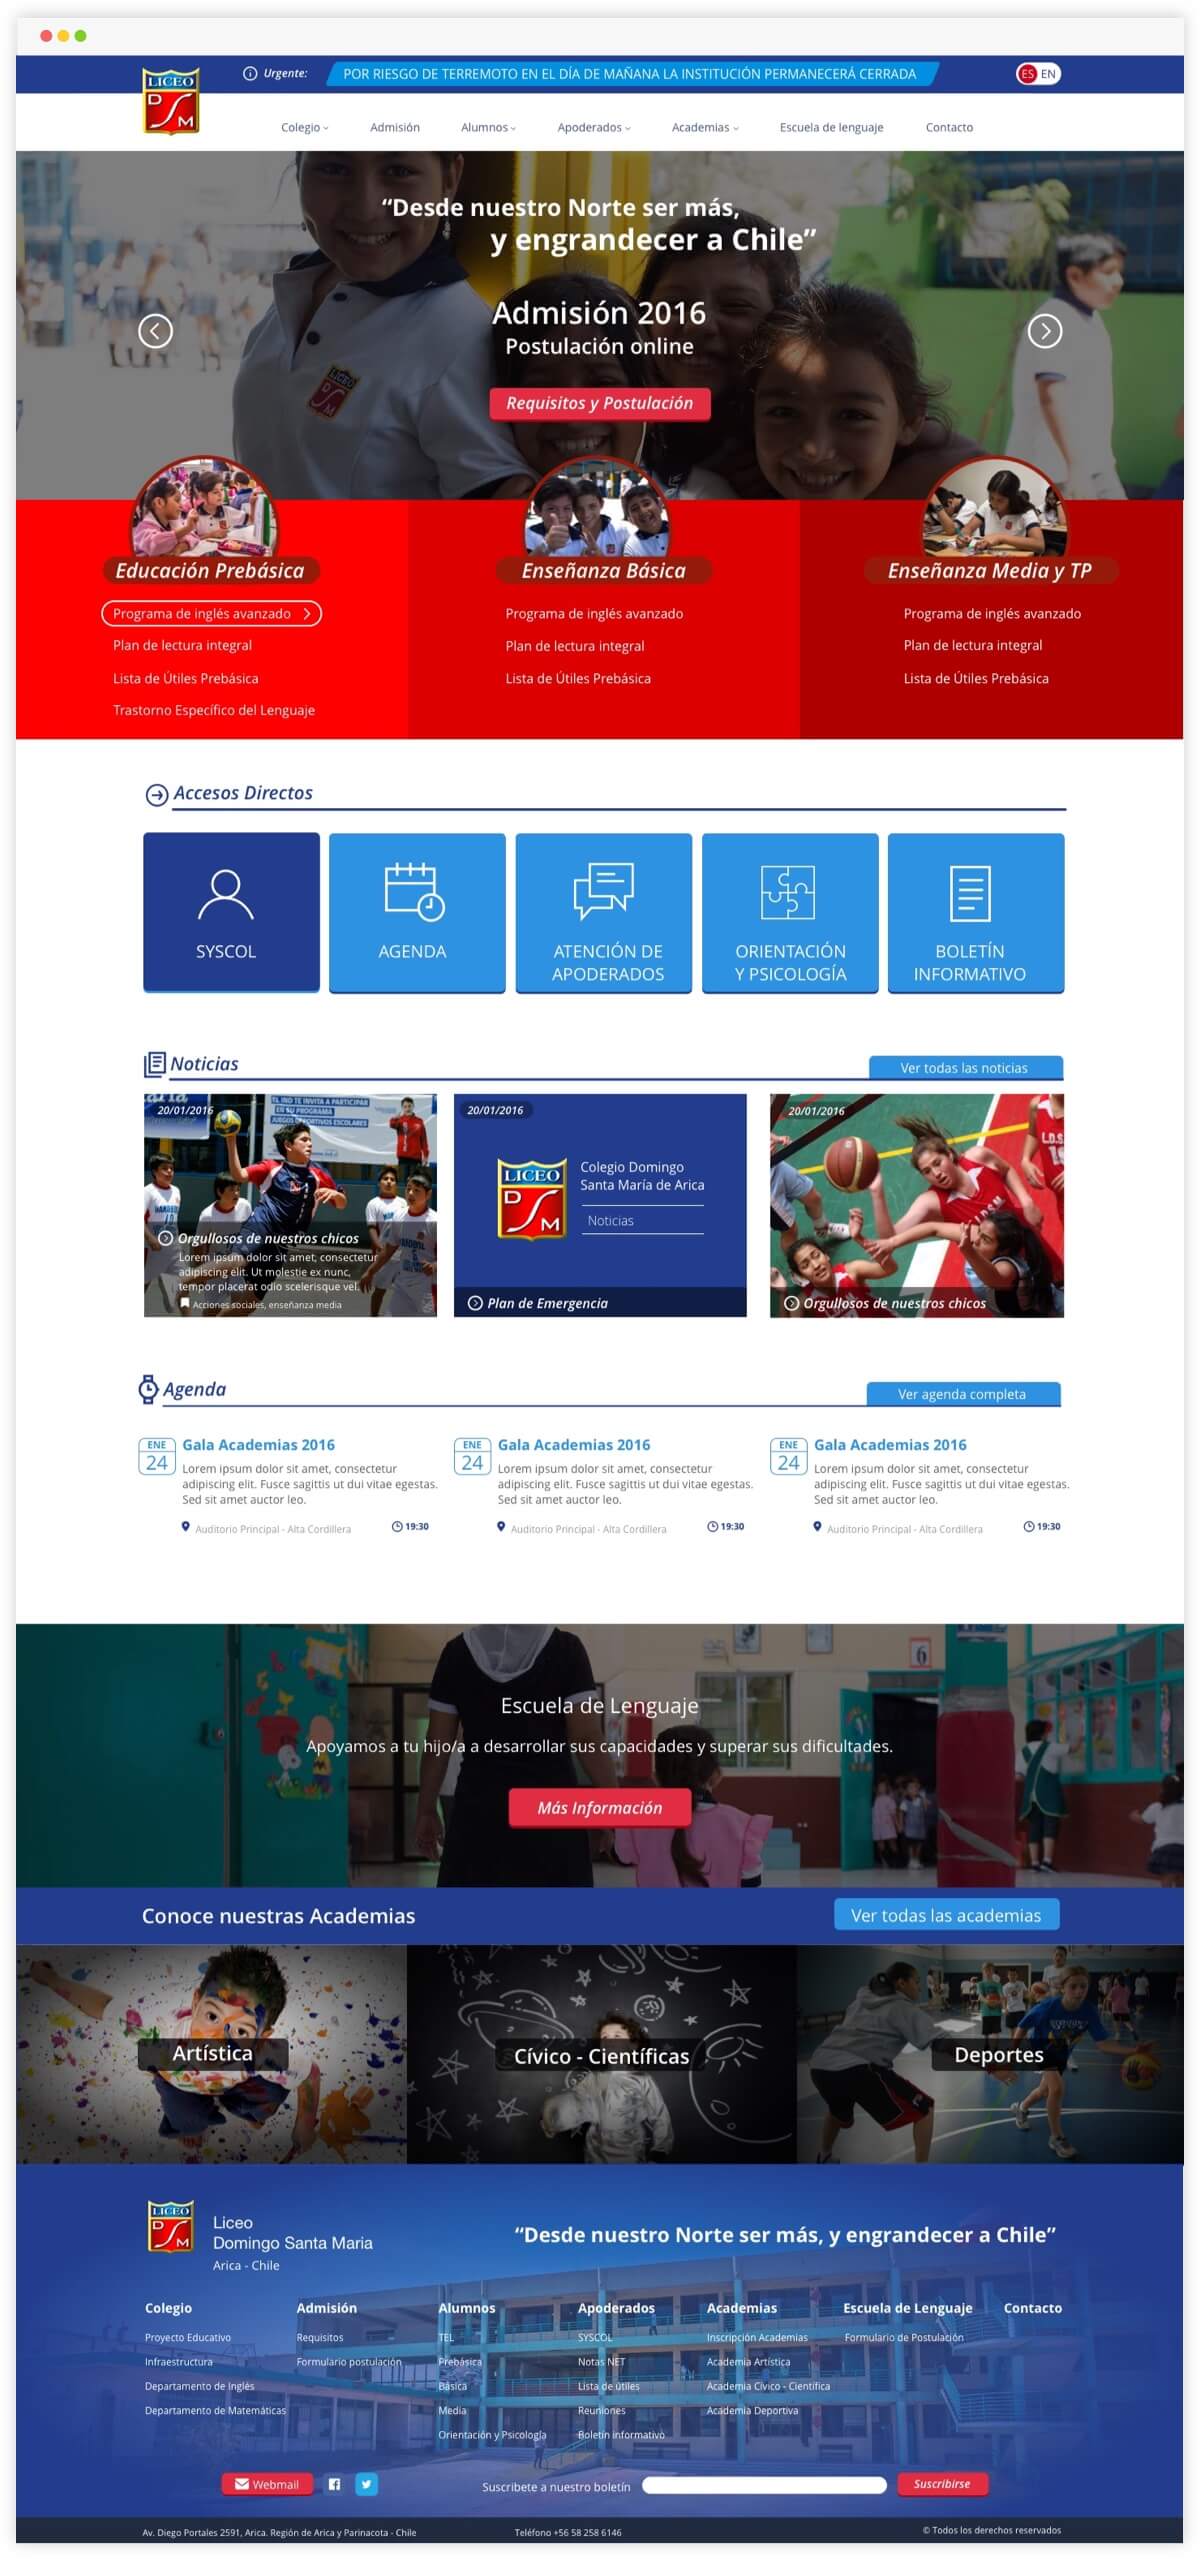 LICEO
D S M
Urgente:
POR RIESGO DE TERREMOTO EN EL DÍA DE MAÑANA LA INSTITUCIÓN PERMANECERÁ CERRADA
ES EN
Colegio
Admisión
Alumnos
Apoderados
Academias
Escuela de lenguaje
Contacto
“Desde nuestro Norte ser más,
y engrandecer a Chile”
Admisión 2016
Postulación online
Requisitos y Postulación
LICEO
D S M
Educación Prebásica
Programa de inglés avanzado
Plan de lectura integral
Lista de Útiles Prebásica
Trastorno Específico del Lenguaje
Enseñanza Básica
Programa de inglés avanzado
Plan de lectura integral
Lista de Útiles Prebásica
Enseñanza Media y TP
Programa de inglés avanzado
Plan de lectura integral
Lista de Útiles Prebásica
Accesos Directos
SYSCOL
AGENDA
ATENCIÓN DE
APODERADOS
ORIENTACIÓN
Y PSICOLOGÍA
BOLETÍN
INFORMATIVO
Noticias
Ver todas las noticias
20/01/2016
EL IND TE INVITA A PARTICIPAR
EN SU PROGRAMA
JUEGOS DEPORTIVOS ESCOLARES
Orgullosos de nuestros chicos
Lorem ipsum dolor sit amet, consectetur
adipiscing elit. Ut molestie ex nunc,
tempor placerat odio scelerisque vel.
Acciones sociales, enseñanza media
20/01/2016
LICEO
D S M
Colegio Domingo
Santa María de Arica
Noticias
Plan de Emergencia
20/01/2016
L.D.S.
Orgullosos de nuestros chicos
Agenda
Ver agenda completa
ENE
24
Gala Academias 2016
Lorem ipsum dolor sit amet, consectetur
adipiscing elit. Fusce sagittis ut dui vitae egestas.
Sed sit amet auctor leo.
Auditorio Principal - Alta Cordillera
19:30
ENE
24
Gala Academias 2016
Lorem ipsum dolor sit amet, consectetur
adipiscing elit. Fusce sagittis ut dui vitae egestas.
Sed sit amet auctor leo.
Auditorio Principal - Alta Cordillera
19:30
ENE
24
Gala Academias 2016
Lorem ipsum dolor sit amet, consectetur
adipiscing elit. Fusce sagittis ut dui vitae egestas.
Sed sit amet auctor leo.
Auditorio Principal - Alta Cordillera
19:30
6
Escuela de Lenguaje
Apoyamos a tu hijo/a a desarrollar sus capacidades y superar sus dificultades.
Más Información
Conoce nuestras Academias
Ver todas las academias
Artística
Cívico - Científicas
Deportes
LICEO
D S M
Liceo
Domingo Santa Maria
Arica - Chile
“Desde nuestro Norte ser más, y engrandecer a Chile”
Colegio
Proyecto Educativo
Infraestructura
Departamento de Inglés
Departamento de Matemáticas
Admisión
Requisitos
Formulario postulación
Alumnos
TEL
Prebásica
Básica
Media
Orientación y Psicología
Apoderados
SYSCOL
Notas NET
Lista de útiles
Reuniones
Boletín informativo
Academias
Inscripción Academias
Academia Artística
Academia Cívico - Científica
Academia Deportiva
Escuela de Lenguaje
Formulario de Postulación
Contacto
Webmail
Suscribete a nuestro boletín
Suscribirse
Av. Diego Portales 2591, Arica. Región de Arica y Parinacota - Chile
Teléfono +56 58 258 6146
© Todos los derechos reservados